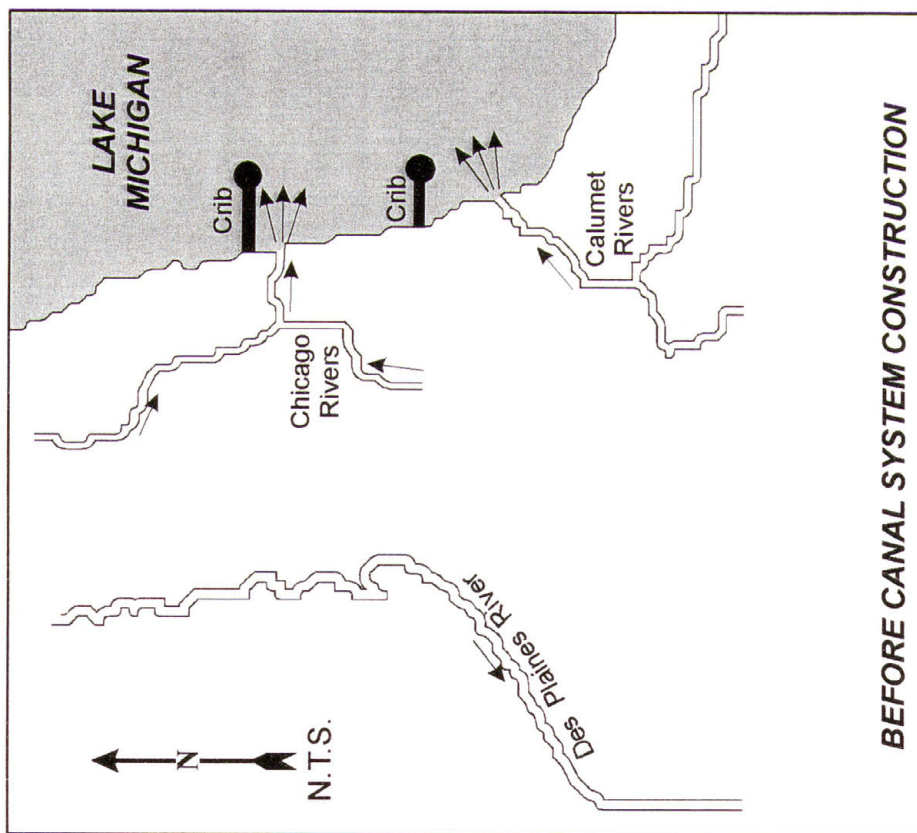 LAKE
MICHIGAN
Crib
Crib
Chicago
Rivers
Calumet
Rivers
Des Plaines River
N
N.T.S.
BEFORE CANAL SYSTEM CONSTRUCTION